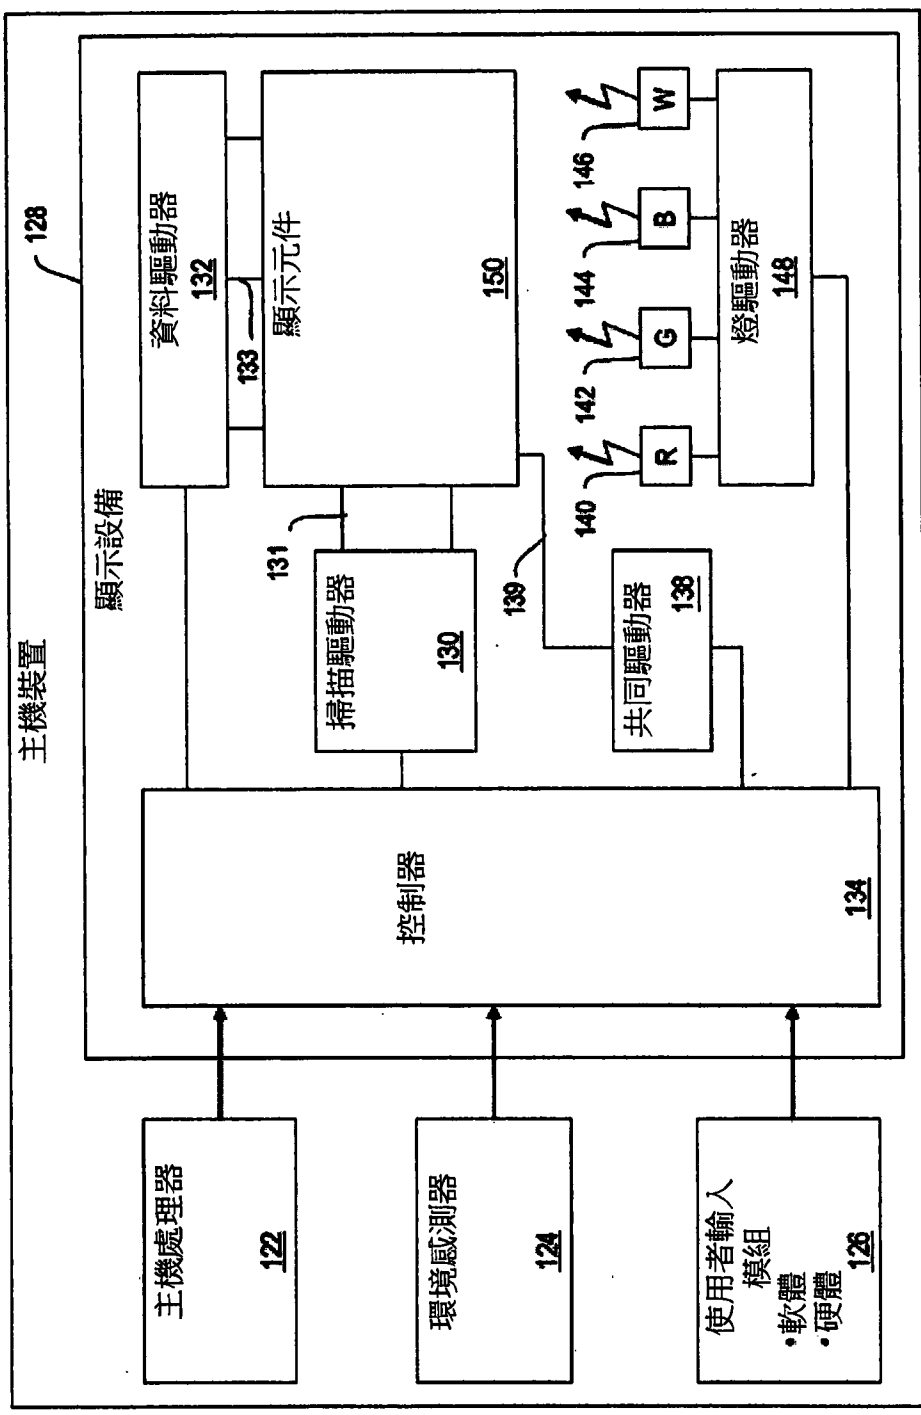 主機裝置
顯示設備
128
主機處理器
122
環境感測器
124
使用者輸入
模組
•軟體
•硬體
126
控制器
134
資料驅動器
132
133
掃描驅動器
130
131
顯示元件
150
共同驅動器
138
139
140
R
142
G
144
B
146
W
燈驅動器
148